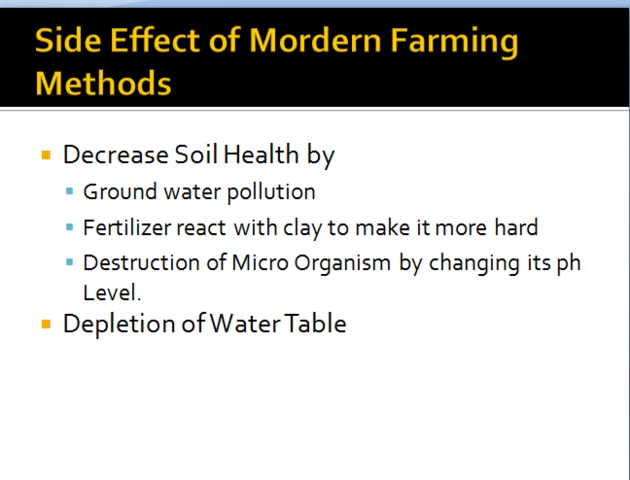 Side Effect of Mordern Farming
Methods
Decrease Soil Health by
Ground water pollution
Fertilizer react with clay to make it more hard
Destruction of Micro Organism by changing its ph
Level.
Depletion of Water Table